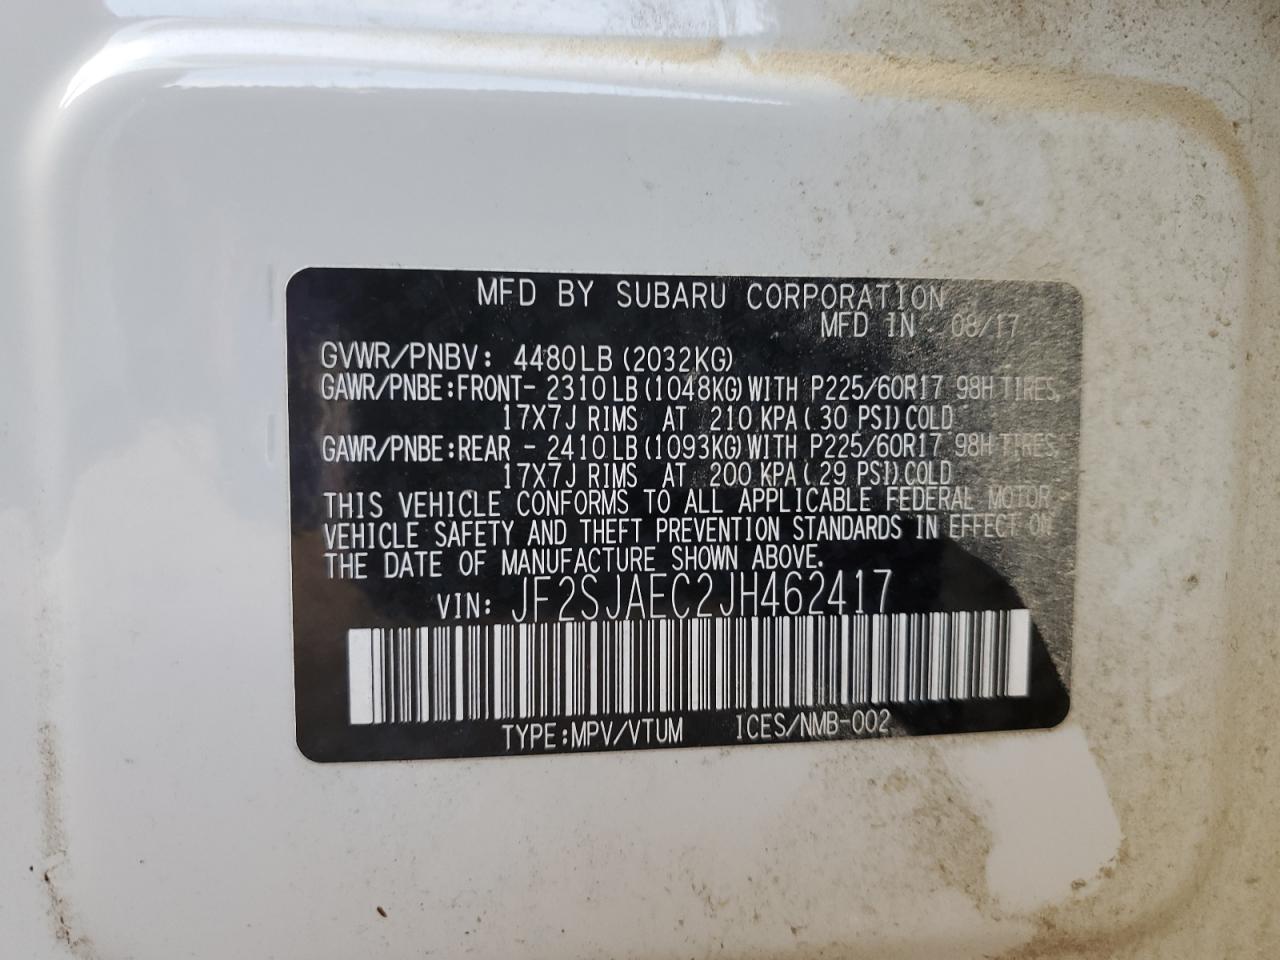 MFD BY SUBARU CORPORATION
MFD IN 08/17
GVWR/PNBV: 4480LB(2032KG)
GAWR/PNBE:FRONT- 2310LB(1048KG)WITH P225/60R17 98H TIRES,
17X7J RIMS AT 210 KPA(30 PSI)COLD
GAWR/PNBE:REAR - 2410LB(1093KG)WITH P225/60R17 98H TIRES,
17X7J RIMS AT 200 KPA(29 PSI)COLD
THIS VEHICLE CONFORMS TO ALL APPLICABLE FEDERAL MOTOR
VEHICLE SAFETY AND THEFT PREVENTION STANDARDS IN EFFECT ON
THE DATE OF MANUFACTURE SHOWN ABOVE.
VIN: JF2SJAEC2JH462417
TYPE:MPV/VTUM ICES/NMB-002